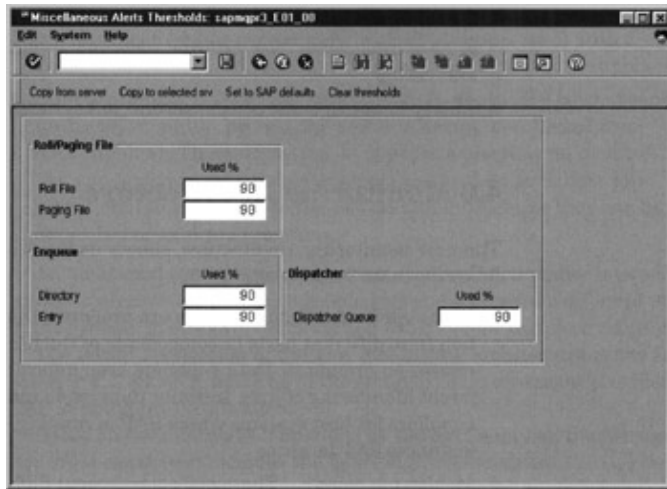 Miscellaneous Alerts Thresholds: sapmqpr3_E01_00
Edit System Help
Copy from server Copy to selected srv Set to SAP defaults Clear thresholds
Roll/Paging File
Used %
Roll File 90
Paging File 90
Enqueue
Used %
Directory 90
Entry 90
Dispatcher
Used %
Dispatcher Queue 90